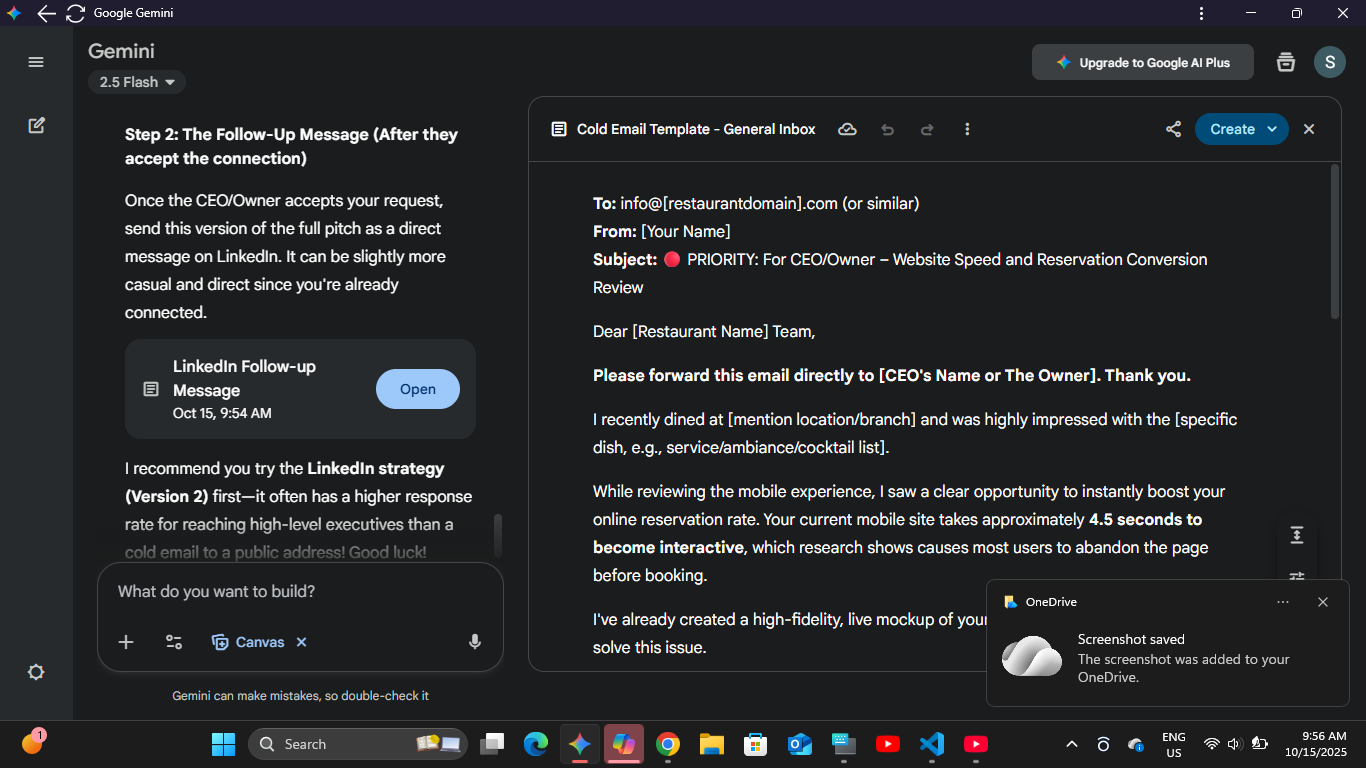 Google Gemini
Gemini
2.5 Flash
Upgrade to Google AI Plus
S
Step 2: The Follow-Up Message (After they
accept the connection)
Once the CEO/Owner accepts your request,
send this version of the full pitch as a direct
message on LinkedIn. It can be slightly more
casual and direct since you're already
connected.
LinkedIn Follow-up
Message
Oct 15, 9:54 AM
Open
I recommend you try the LinkedIn strategy
(Version 2) first—it often has a higher response
rate for reaching high-level executives than a
cold email to a public address! Good luck!
What do you want to build?
Canvas
Gemini can make mistakes, so double-check it
Cold Email Template - General Inbox
Create
To: info@[restaurantdomain].com (or similar)
From: [Your Name]
Subject: 🔴 PRIORITY: For CEO/Owner – Website Speed and Reservation Conversion
Review
Dear [Restaurant Name] Team,
Please forward this email directly to [CEO's Name or The Owner]. Thank you.
I recently dined at [mention location/branch] and was highly impressed with the [specific
dish, e.g., service/ambiance/cocktail list].
While reviewing the mobile experience, I saw a clear opportunity to instantly boost your
online reservation rate. Your current mobile site takes approximately 4.5 seconds to
become interactive, which research shows causes most users to abandon the page
before booking.
I've already created a high-fidelity, live mockup of your
solve this issue.
OneDrive
Screenshot saved
The screenshot was added to your
OneDrive.
1
Search
ENG
US
9:56 AM
10/15/2025